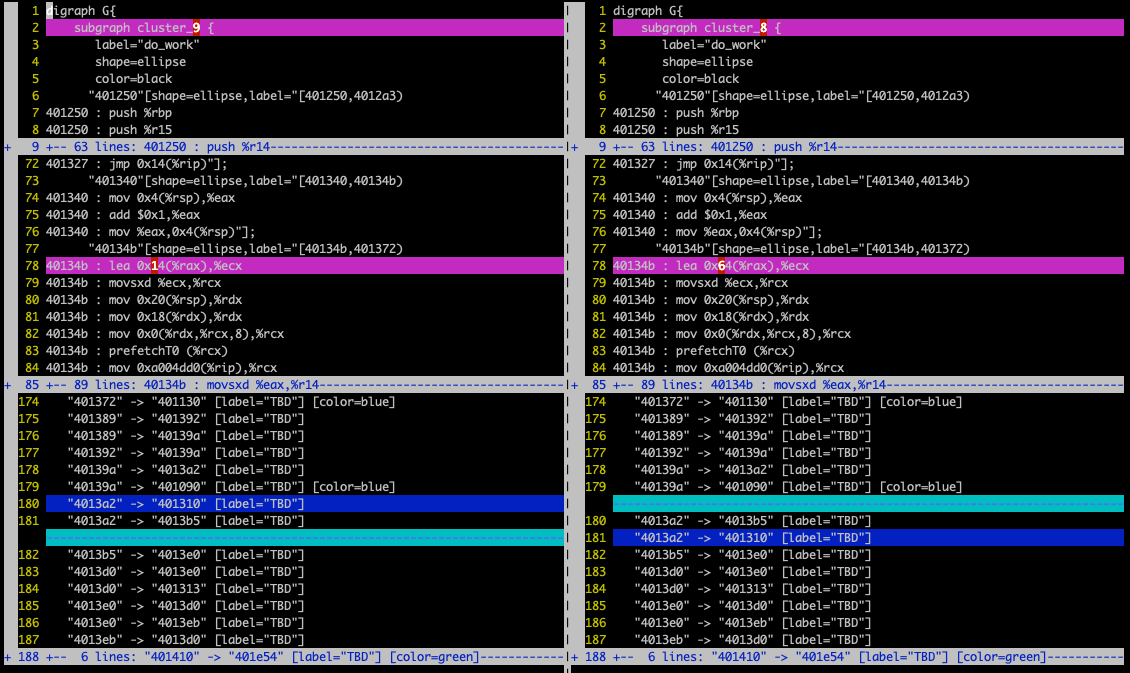 1 digraph G{
2     subgraph cluster_9 {
3        label="do_work"
4        shape=ellipse
5        color=black
6       "401250"[shape=ellipse,label="[401250,4012a3)
7 401250 : push %rbp
8 401250 : push %r15
+ 9 +-- 63 lines: 401250 : push %r14------------------------------------------
72 401327 : jmp 0x14(%rip)"];
73       "401340"[shape=ellipse,label="[401340,40134b)
74 401340 : mov 0x4(%rsp),%eax
75 401340 : add $0x1,%eax
76 401340 : mov %eax,0x4(%rsp)"];
77       "40134b"[shape=ellipse,label="[40134b,401372)
78 40134b : lea 0x14(%rax),%ecx
79 40134b : movsxd %ecx,%rcx
80 40134b : mov 0x20(%rsp),%rdx
81 40134b : mov 0x18(%rdx),%rdx
82 40134b : mov 0x0(%rdx,%rcx,8),%rcx
83 40134b : prefetchT0 (%rcx)
84 40134b : mov 0xa004dd0(%rip),%rcx
+ 85 +-- 89 lines: 40134b : movsxd %eax,%r14-----------------------------------
174    "401372" -> "401130" [label="TBD"] [color=blue]
175    "401389" -> "401392" [label="TBD"]
176    "401389" -> "40139a" [label="TBD"]
177    "401392" -> "40139a" [label="TBD"]
178    "40139a" -> "4013a2" [label="TBD"]
179    "40139a" -> "401090" [label="TBD"] [color=blue]
180    "4013a2" -> "401310" [label="TBD"]
181    "4013a2" -> "4013b5" [label="TBD"]
--------------------------------------------------------------------------
182    "4013b5" -> "4013e0" [label="TBD"]
183    "4013d0" -> "4013e0" [label="TBD"]
184    "4013d0" -> "401313" [label="TBD"]
185    "4013e0" -> "4013d0" [label="TBD"]
186    "4013e0" -> "4013eb" [label="TBD"]
187    "4013eb" -> "4013d0" [label="TBD"]
+ 188 +--  6 lines: "401410" -> "401e54" [label="TBD"] [color=green]------------
1 digraph G{
2     subgraph cluster_8 {
3        label="do_work"
4        shape=ellipse
5        color=black
6       "401250"[shape=ellipse,label="[401250,4012a3)
7 401250 : push %rbp
8 401250 : push %r15
+ 9 +-- 63 lines: 401250 : push %r14-----------------------------------------
72 401327 : jmp 0x14(%rip)"];
73       "401340"[shape=ellipse,label="[401340,40134b)
74 401340 : mov 0x4(%rsp),%eax
75 401340 : add $0x1,%eax
76 401340 : mov %eax,0x4(%rsp)"];
77       "40134b"[shape=ellipse,label="[40134b,401372)
78 40134b : lea 0x64(%rax),%ecx
79 40134b : movsxd %ecx,%rcx
80 40134b : mov 0x20(%rsp),%rdx
81 40134b : mov 0x18(%rdx),%rdx
82 40134b : mov 0x0(%rdx,%rcx,8),%rcx
83 40134b : prefetchT0 (%rcx)
84 40134b : mov 0xa004dd0(%rip),%rcx
+ 85 +-- 89 lines: 40134b : movsxd %eax,%r14----------------------------------
174    "401372" -> "401130" [label="TBD"] [color=blue]
175    "401389" -> "401392" [label="TBD"]
176    "401389" -> "40139a" [label="TBD"]
177    "401392" -> "40139a" [label="TBD"]
178    "40139a" -> "4013a2" [label="TBD"]
179    "40139a" -> "401090" [label="TBD"] [color=blue]
-------------------------------------------------------------------------
180    "4013a2" -> "4013b5" [label="TBD"]
181    "4013a2" -> "401310" [label="TBD"]
182    "4013b5" -> "4013e0" [label="TBD"]
183    "4013d0" -> "4013e0" [label="TBD"]
184    "4013d0" -> "401313" [label="TBD"]
185    "4013e0" -> "4013d0" [label="TBD"]
186    "4013e0" -> "4013eb" [label="TBD"]
187    "4013eb" -> "4013d0" [label="TBD"]
+ 188 +--  6 lines: "401410" -> "401e54" [label="TBD"] [color=green]-----------